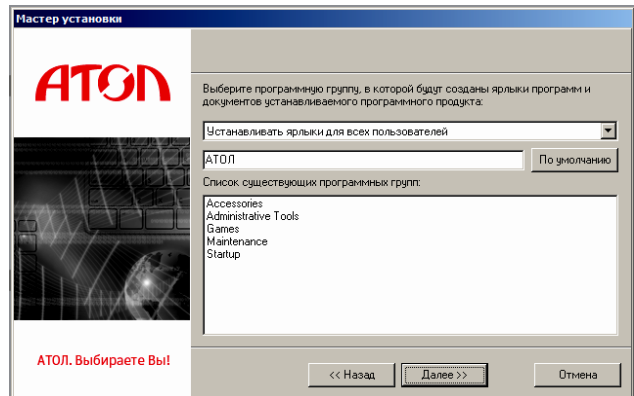 Мастер установки
АТОЛ
Выберите программную группу, в которой будут созданы ярлыки программ и
документов устанавливаемого программного продукта:
Устанавливать ярлыки для всех пользователей
АТОЛ
По умолчанию
Список существующих программных групп:
Accessories
Administrative Tools
Games
Maintenance
Startup
АТОЛ. Выбираете Вы!
<< Назад
Далее >>
Отмена